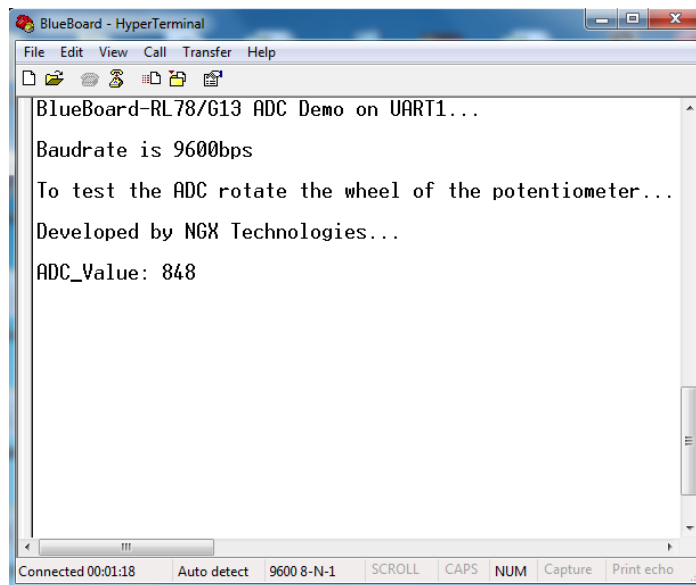 BlueBoard - HyperTerminal
File Edit View Call Transfer Help
BlueBoard-RL78/G13 ADC Demo on UART1...
Baudrate is 9600bps
To test the ADC rotate the wheel of the potentiometer...
Developed by NGX Technologies...
ADC_Value: 848
Connected 00:01:18 Auto detect 9600 8-N-1 SCROLL CAPS NUM Capture Print echo